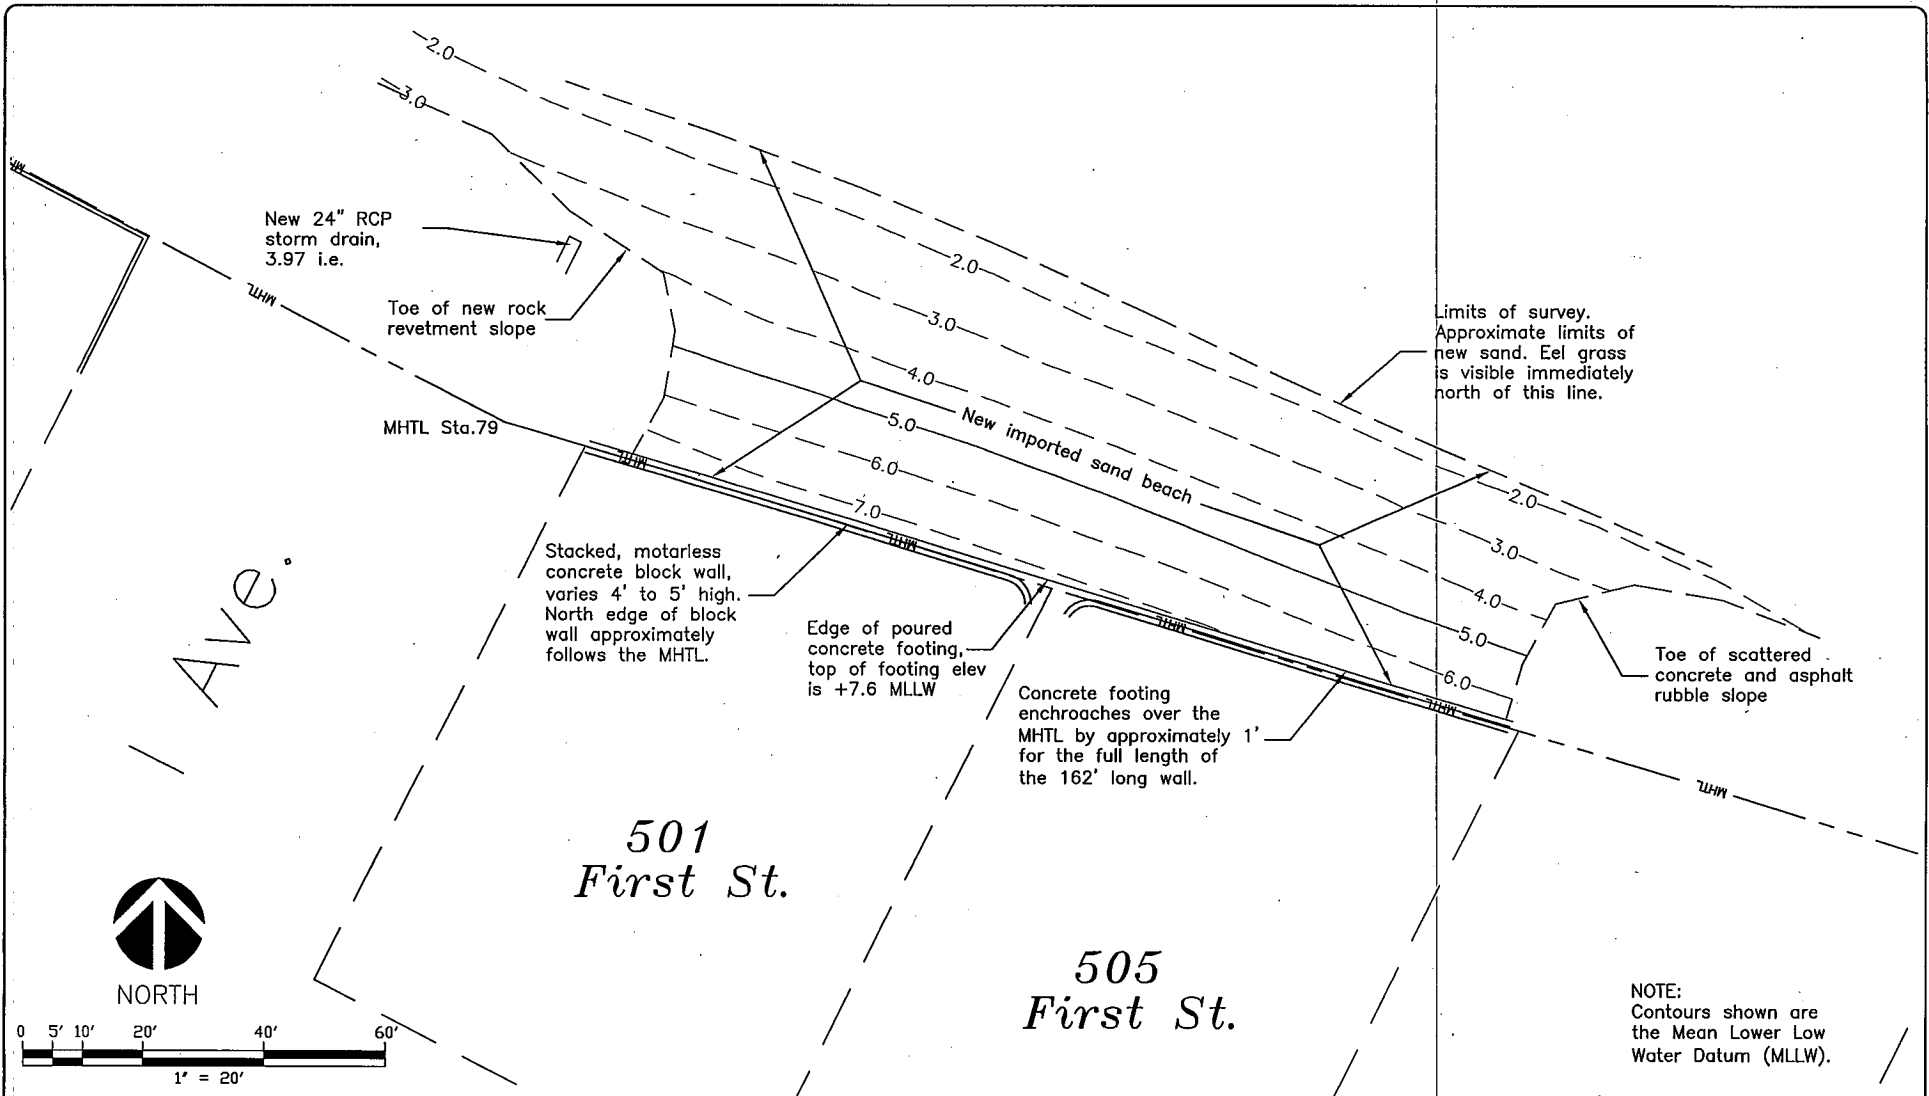 2.0
3.0
MHTL
New 24" RCP
storm drain,
3.97 i.e.
MHTL
Toe of new rock
revetment slope
2.0
3.0
4.0
5.0
6.0
7.0
New imported sand beach
Limits of survey.
Approximate limits of
new sand. Eel grass
is visible immediately
north of this line.
MHTL Sta.79
MHTL
MHTL
MHTL
2.0
3.0
4.0
5.0
6.0
MHTL
MHTL
MHTL
Stacked, motarless
concrete block wall,
varies 4' to 5' high.
North edge of block
wall approximately
follows the MHTL.
Edge of poured
concrete footing,
top of footing elev
is +7.6 MLLW
Concrete footing
enchroaches over the
MHTL by approximately 1'
for the full length of
the 162' long wall.
Toe of scattered
concrete and asphalt
rubble slope
I Ave.
501
First St.
505
First St.
NORTH
0 5' 10' 20' 40' 60'
1" = 20'
NOTE:
Contours shown are
the Mean Lower Low
Water Datum (MLLW).